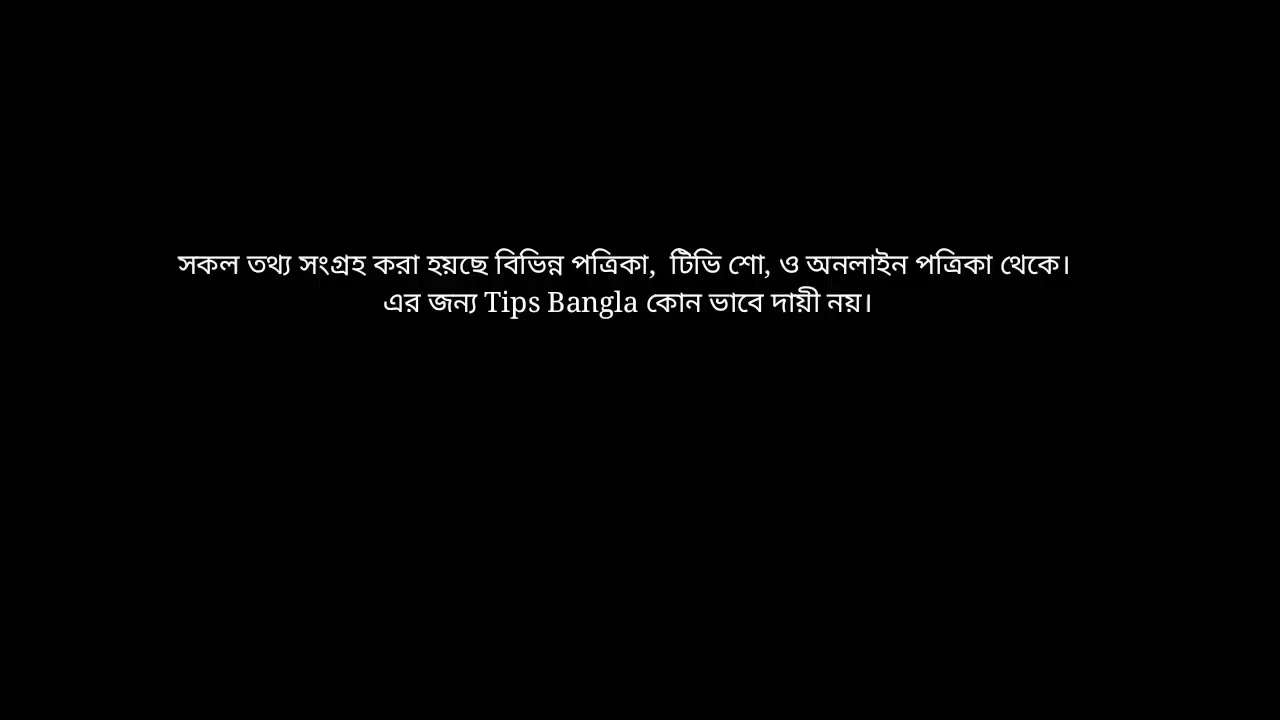 সকল তথ্য সংগ্রহ করা হয়ছে বিভিন্ন পত্রিকা,  টিভি শো, ও অনলাইন পত্রিকা থেকে।
এর জন্য Tips Bangla কোন ভাবে দায়ী নয়।